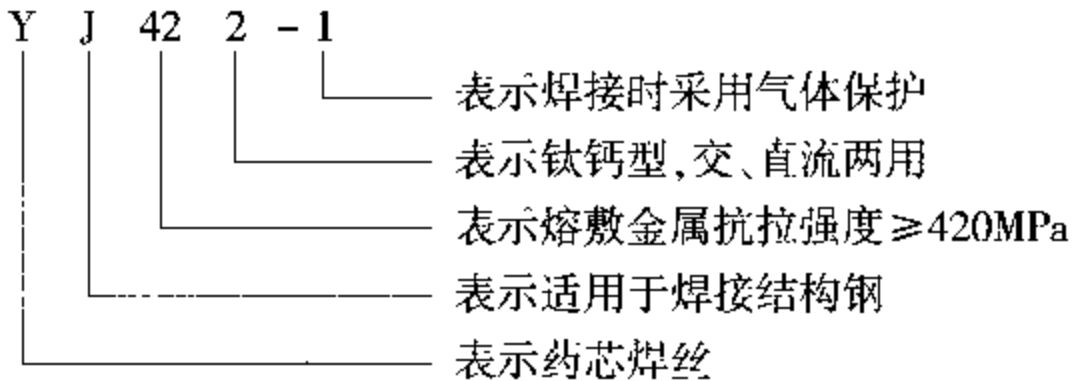 Y J 42 2 - 1
表示焊接时采用气体保护
表示钛钙型,交、直流两用
表示熔敷金属抗拉强度≥420MPa
表示适用于焊接结构钢
表示药芯焊丝